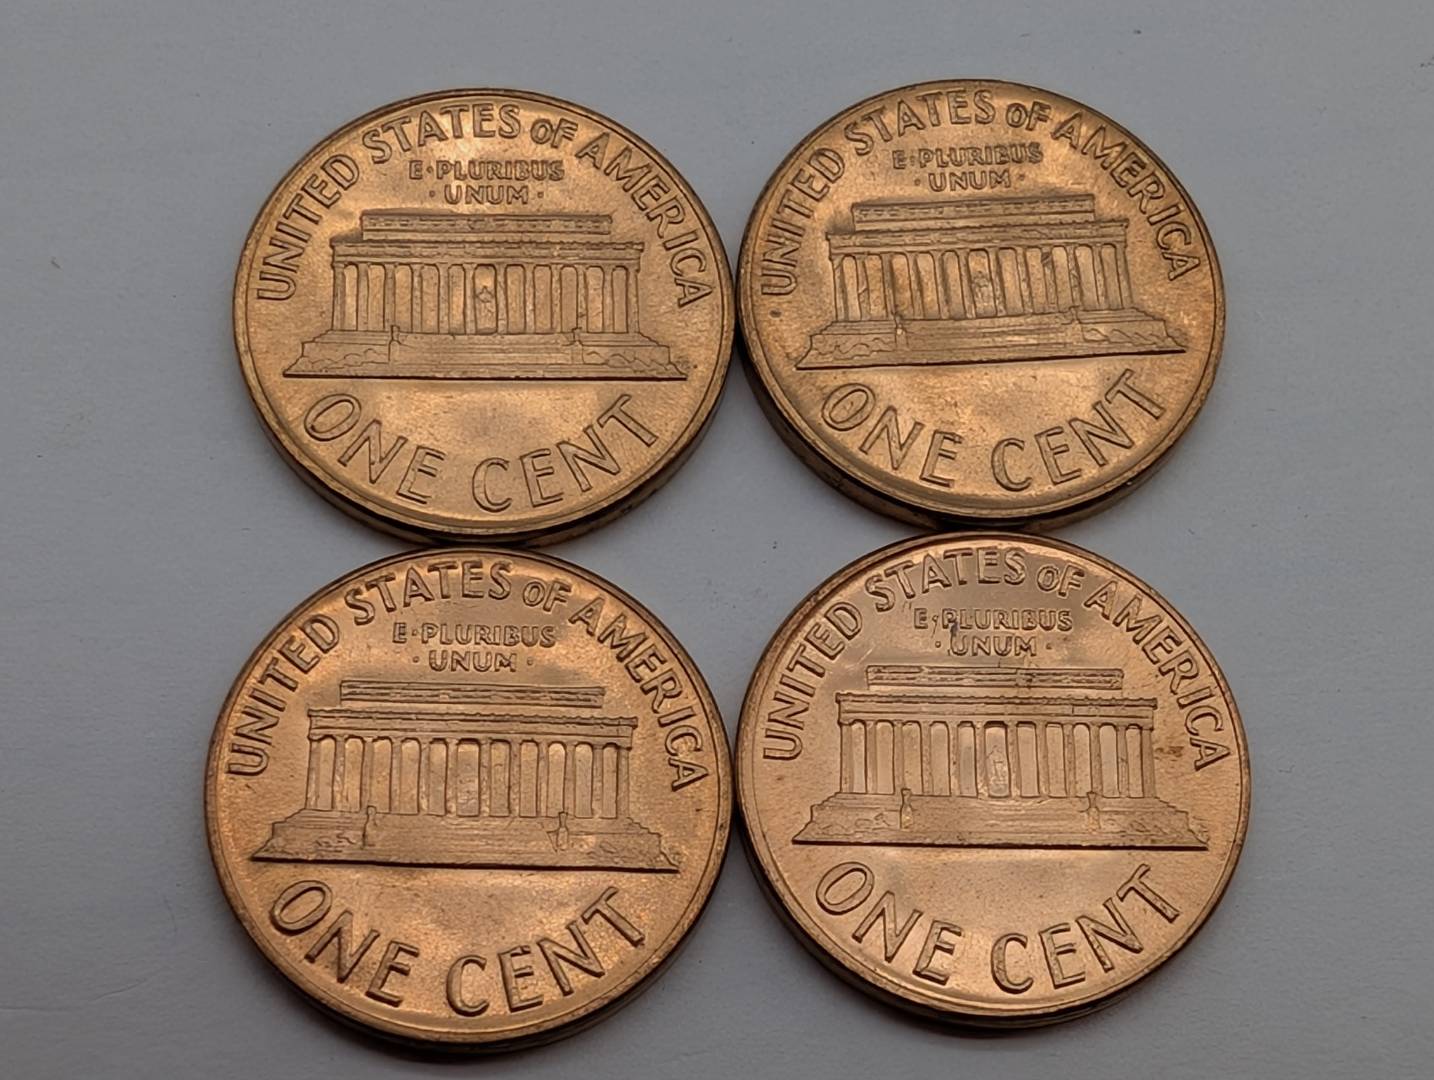 UNITED STATES OF AMERICA
E·PLURIBUS
·UNUM·
ONE CENT
UNITED STATES OF AMERICA
E·PLURIBUS
·UNUM·
ONE CENT
UNITED STATES OF AMERICA
E·PLURIBUS
·UNUM·
ONE CENT
UNITED STATES OF AMERICA
E·PLURIBUS
·UNUM·
ONE CENT